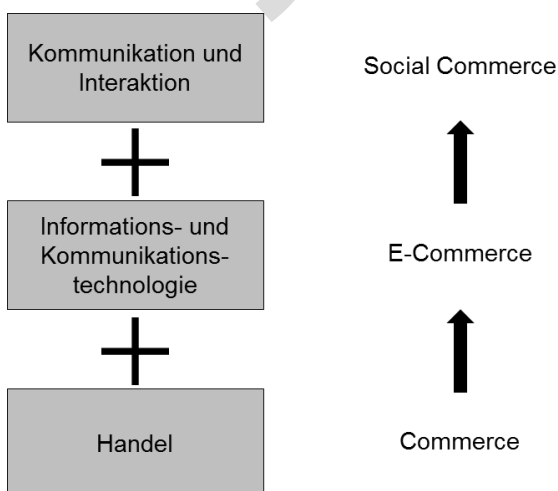 Kommunikation und
Interaktion
Social Commerce
Informations- und
Kommunikations-
technologie
E-Commerce
Handel
Commerce